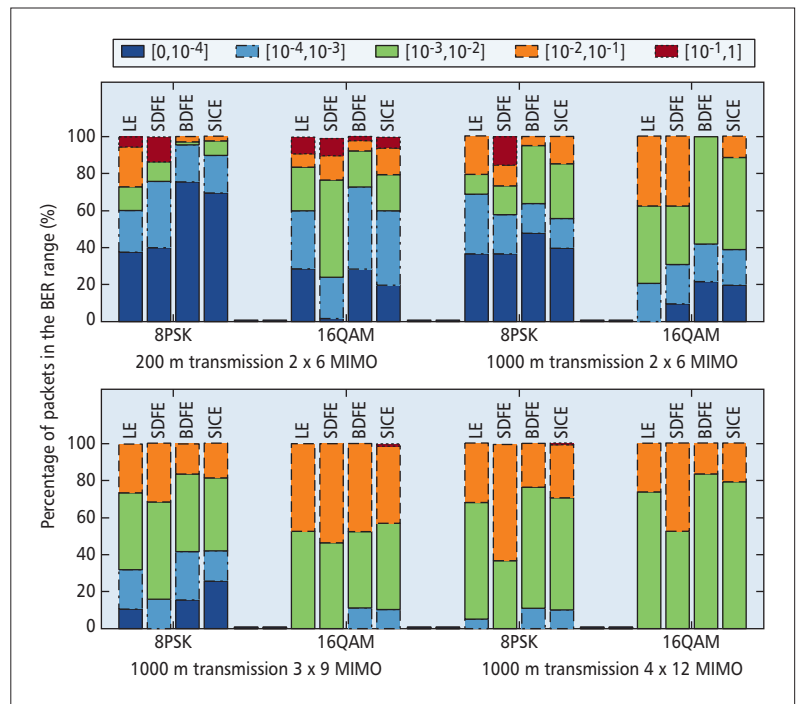 [0,10-4] [10-4,10-3] [10-3,10-2] [10-2,10-1] [10-1,1]
Percentage of packets in the BER range (%)
LE SDFE BDFE SICE LE SDFE BDFE SICE LE SDFE BDFE SICE LE SDFE BDFE SICE
100
80
60
40
20
0
8PSK 16QAM 8PSK 16QAM
200 m transmission 2 x 6 MIMO 1000 m transmission 2 x 6 MIMO
LE SDFE BDFE SICE LE SDFE BDFE SICE LE SDFE BDFE SICE LE SDFE BDFE SICE
100
80
60
40
20
0
8PSK 16QAM 8PSK 16QAM
1000 m transmission 3 x 9 MIMO 1000 m transmission 4 x 12 MIMO